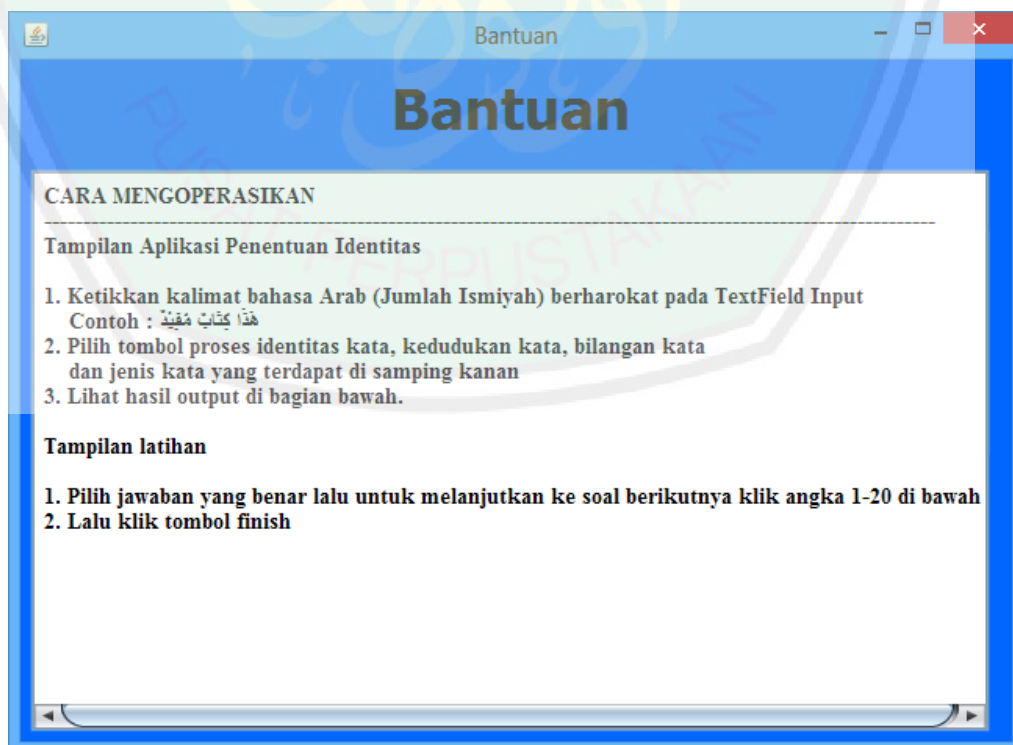 Bantuan
Bantuan
CARA MENGOPERASIKAN
Tampilan Aplikasi Penentuan Identitas
1. Ketikkan kalimat bahasa Arab (Jumlah Ismiyah) berharokat pada TextField Input
Contoh : هَذَا كِتَابٌ مُفِيْدٌ
2. Pilih tombol proses identitas kata, kedudukan kata, bilangan kata
dan jenis kata yang terdapat di samping kanan
3. Lihat hasil output di bagian bawah.
Tampilan latihan
1. Pilih jawaban yang benar lalu untuk melanjutkan ke soal berikutnya klik angka 1-20 di bawah
2. Lalu klik tombol finish
PUSAT PERPUSTAKAAN